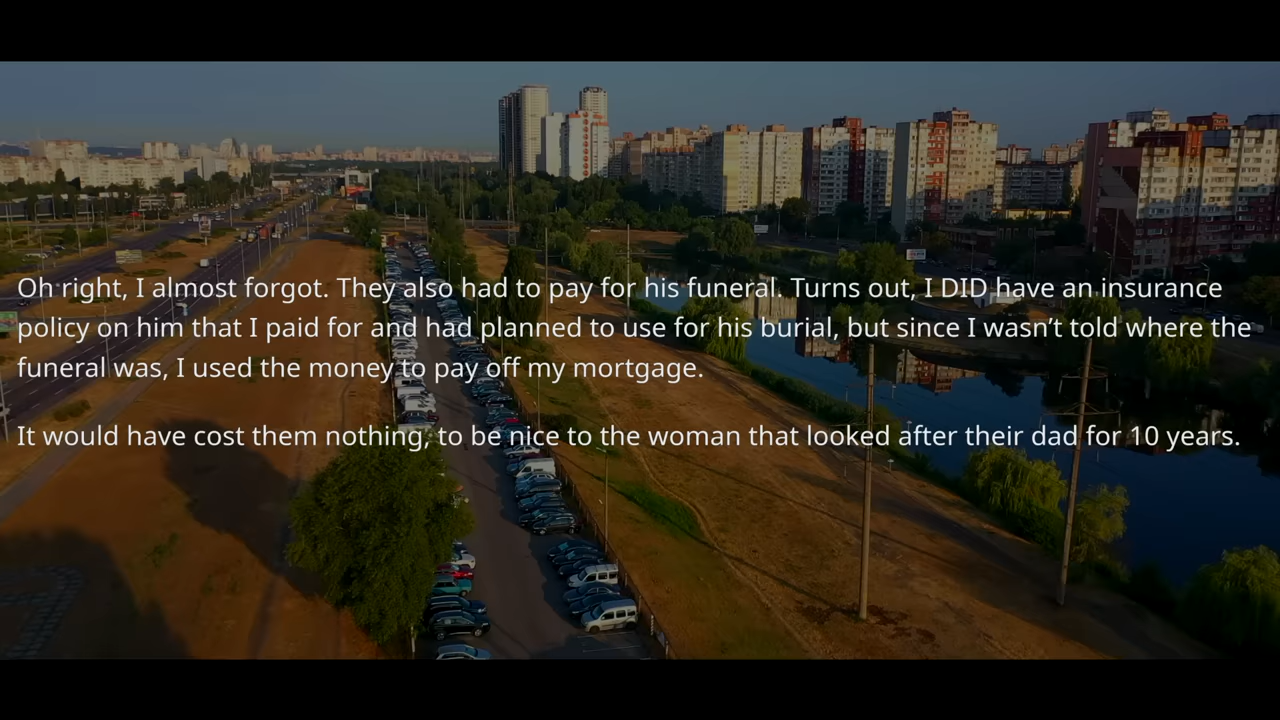 Oh right, I almost forgot. They also had to pay for his funeral. Turns out, I DID have an insurance
policy on him that I paid for and had planned to use for his burial, but since I wasn’t told where the
funeral was, I used the money to pay off my mortgage.
It would have cost them nothing, to be nice to the woman that looked after their dad for 10 years.